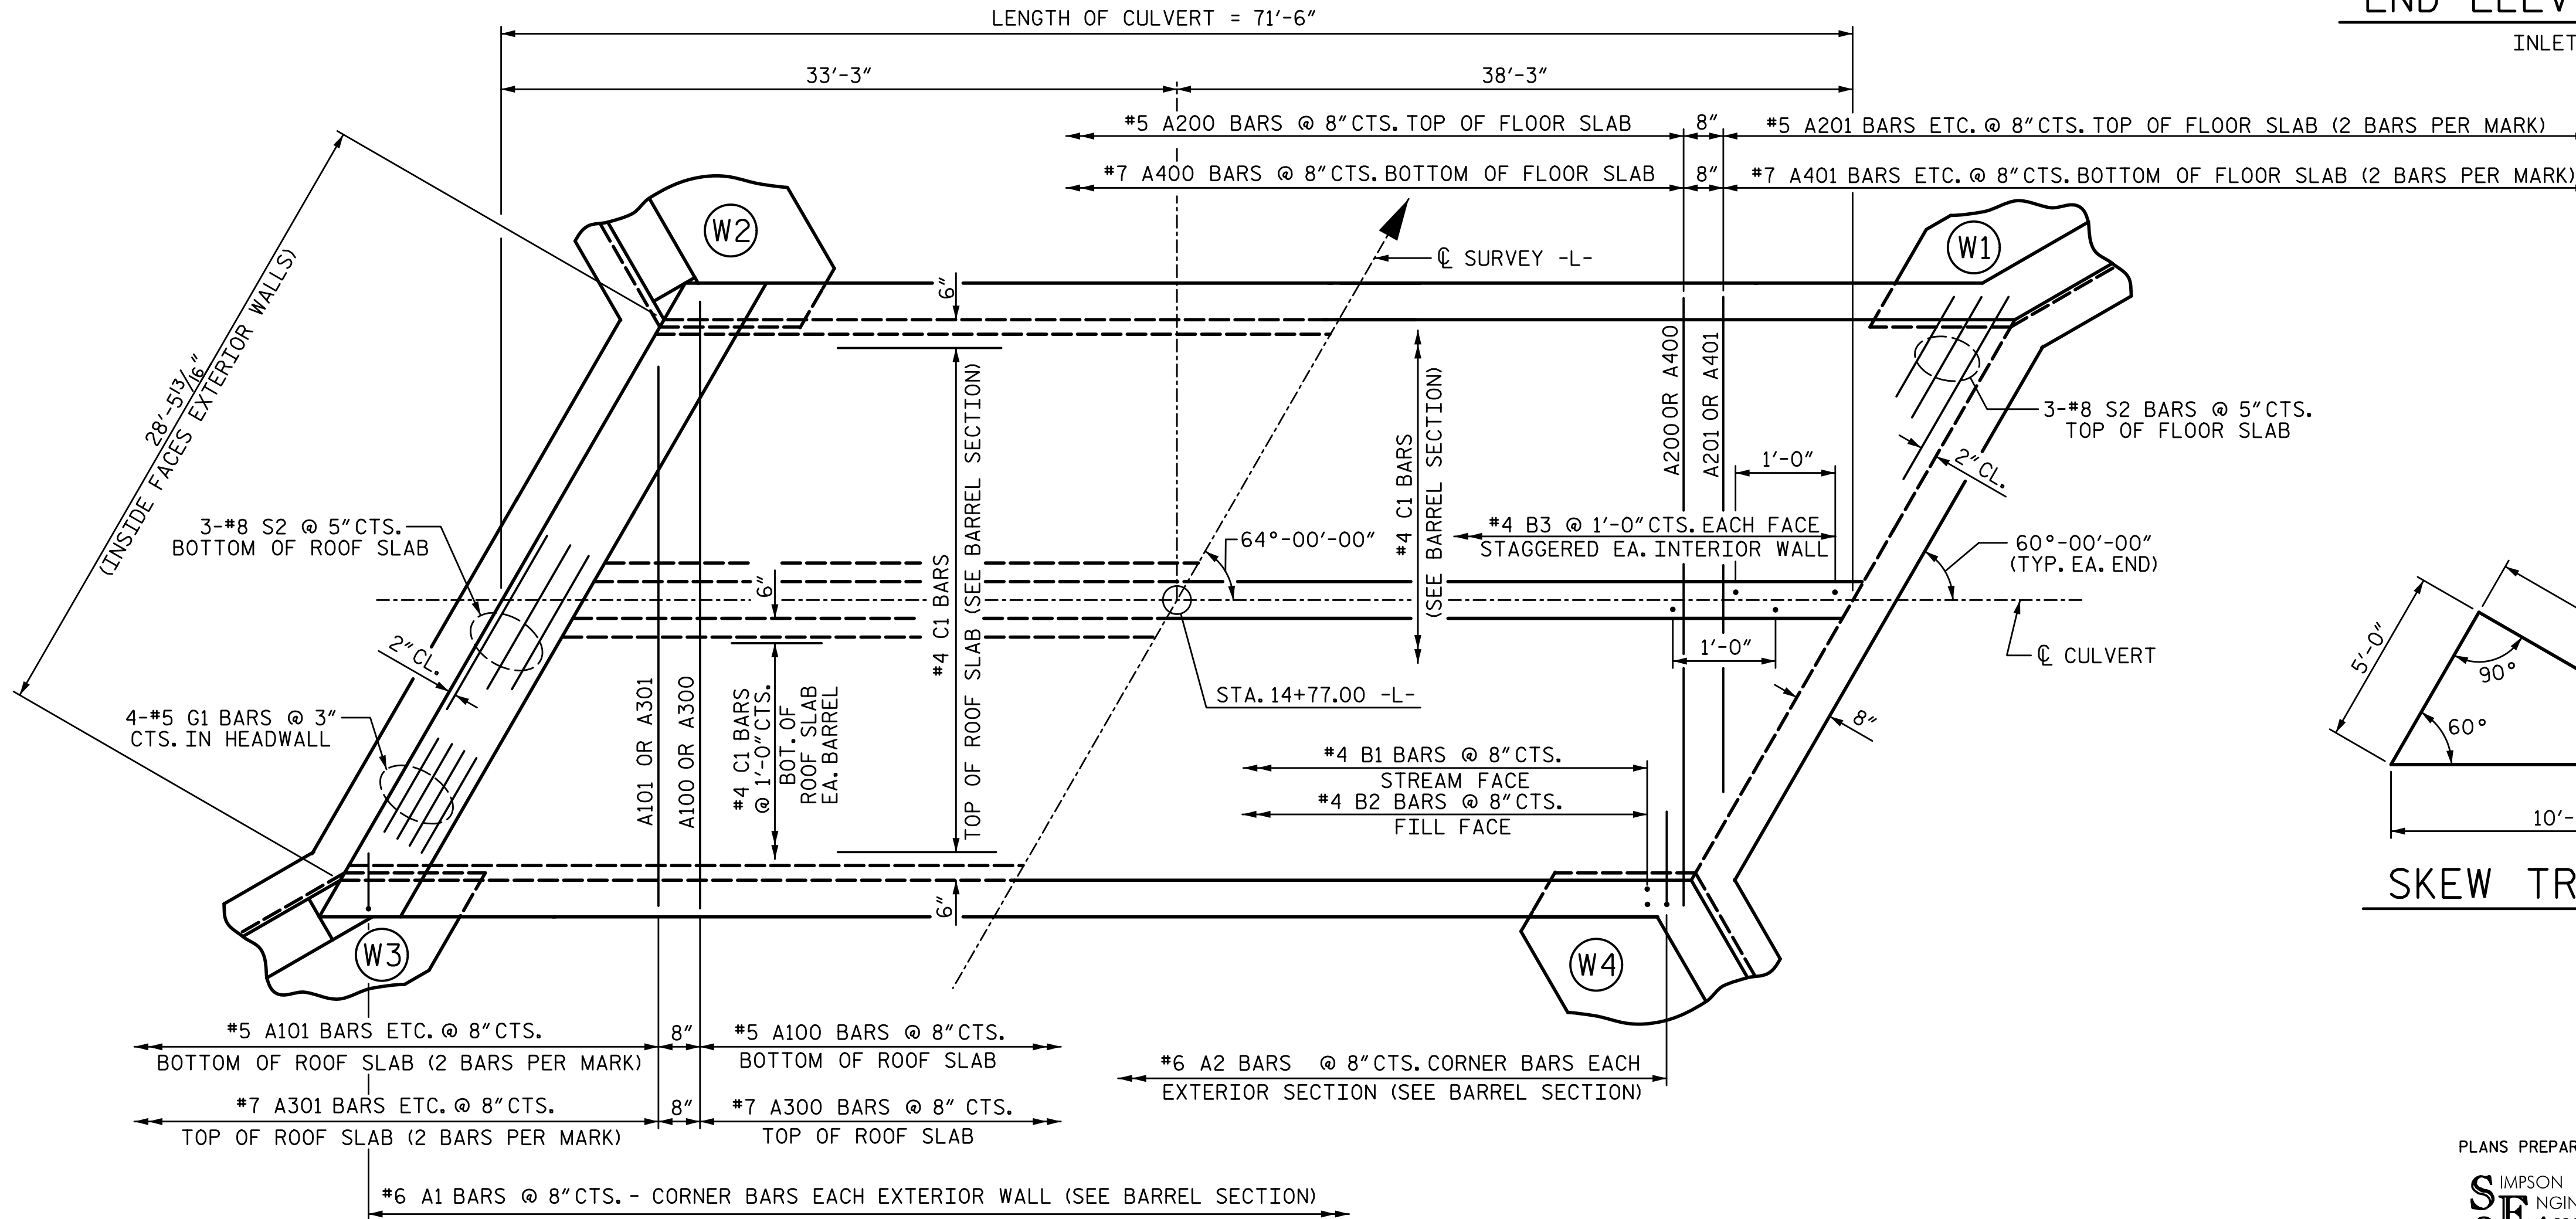 END ELEV
INLET
LENGTH OF CULVERT = 71'-6"
33'-3"
38'-3"
#5 A200 BARS @ 8"CTS. TOP OF FLOOR SLAB
8"
#5 A201 BARS ETC. @ 8"CTS. TOP OF FLOOR SLAB (2 BARS PER MARK)
#7 A400 BARS @ 8"CTS. BOTTOM OF FLOOR SLAB
8"
#7 A401 BARS ETC. @ 8"CTS. BOTTOM OF FLOOR SLAB (2 BARS PER MARK)
W2
W1
℄ SURVEY -L-
28'-5 13/16"
(INSIDE FACES EXTERIOR WALLS)
6"
A200 OR A400
A201 OR A401
3-#8 S2 BARS @ 5"CTS.
TOP OF FLOOR SLAB
2"CL.
1'-0"
#4 C1 BARS
(SEE BARREL SECTION)
#4 C1 BARS
TOP OF ROOF SLAB (SEE BARREL SECTION)
3-#8 S2 @ 5"CTS.
BOTTOM OF ROOF SLAB
64°-00'-00"
#4 B3 @ 1'-0"CTS. EACH FACE
STAGGERED EA. INTERIOR WALL
60°-00'-00"
(TYP. EA. END)
6"
2"CL.
1'-0"
℄ CULVERT
STA. 14+77.00 -L-
4-#5 G1 BARS @ 3"
CTS. IN HEADWALL
A101 OR A301
A100 OR A300
#4 C1 BARS
@ 1'-0"CTS.
BOT. OF
ROOF SLAB
EA. BARREL
8"
#4 B1 BARS @ 8"CTS.
STREAM FACE
#4 B2 BARS @ 8"CTS.
FILL FACE
5'-0"
90°
60°
10'-
SKEW TR
6"
W3
W4
#5 A101 BARS ETC. @ 8"CTS.
BOTTOM OF ROOF SLAB (2 BARS PER MARK)
8"
#5 A100 BARS @ 8"CTS.
BOTTOM OF ROOF SLAB
#6 A2 BARS @ 8"CTS. CORNER BARS EACH
EXTERIOR SECTION (SEE BARREL SECTION)
#7 A301 BARS ETC. @ 8"CTS.
TOP OF ROOF SLAB (2 BARS PER MARK)
8"
#7 A300 BARS @ 8" CTS.
TOP OF ROOF SLAB
#6 A1 BARS @ 8"CTS. - CORNER BARS EACH EXTERIOR WALL (SEE BARREL SECTION)
PLANS PREPAR
SIMPSON
ENGIN